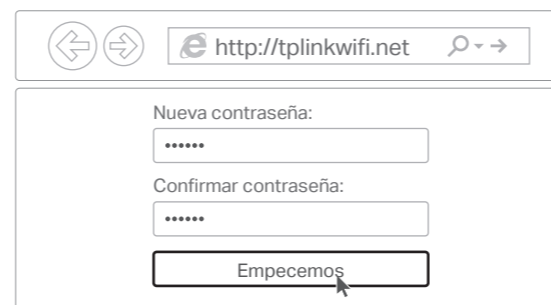 http://tplinkwifi.net
Nueva contraseña:
••••••
Confirmar contraseña:
••••••
Empecemos